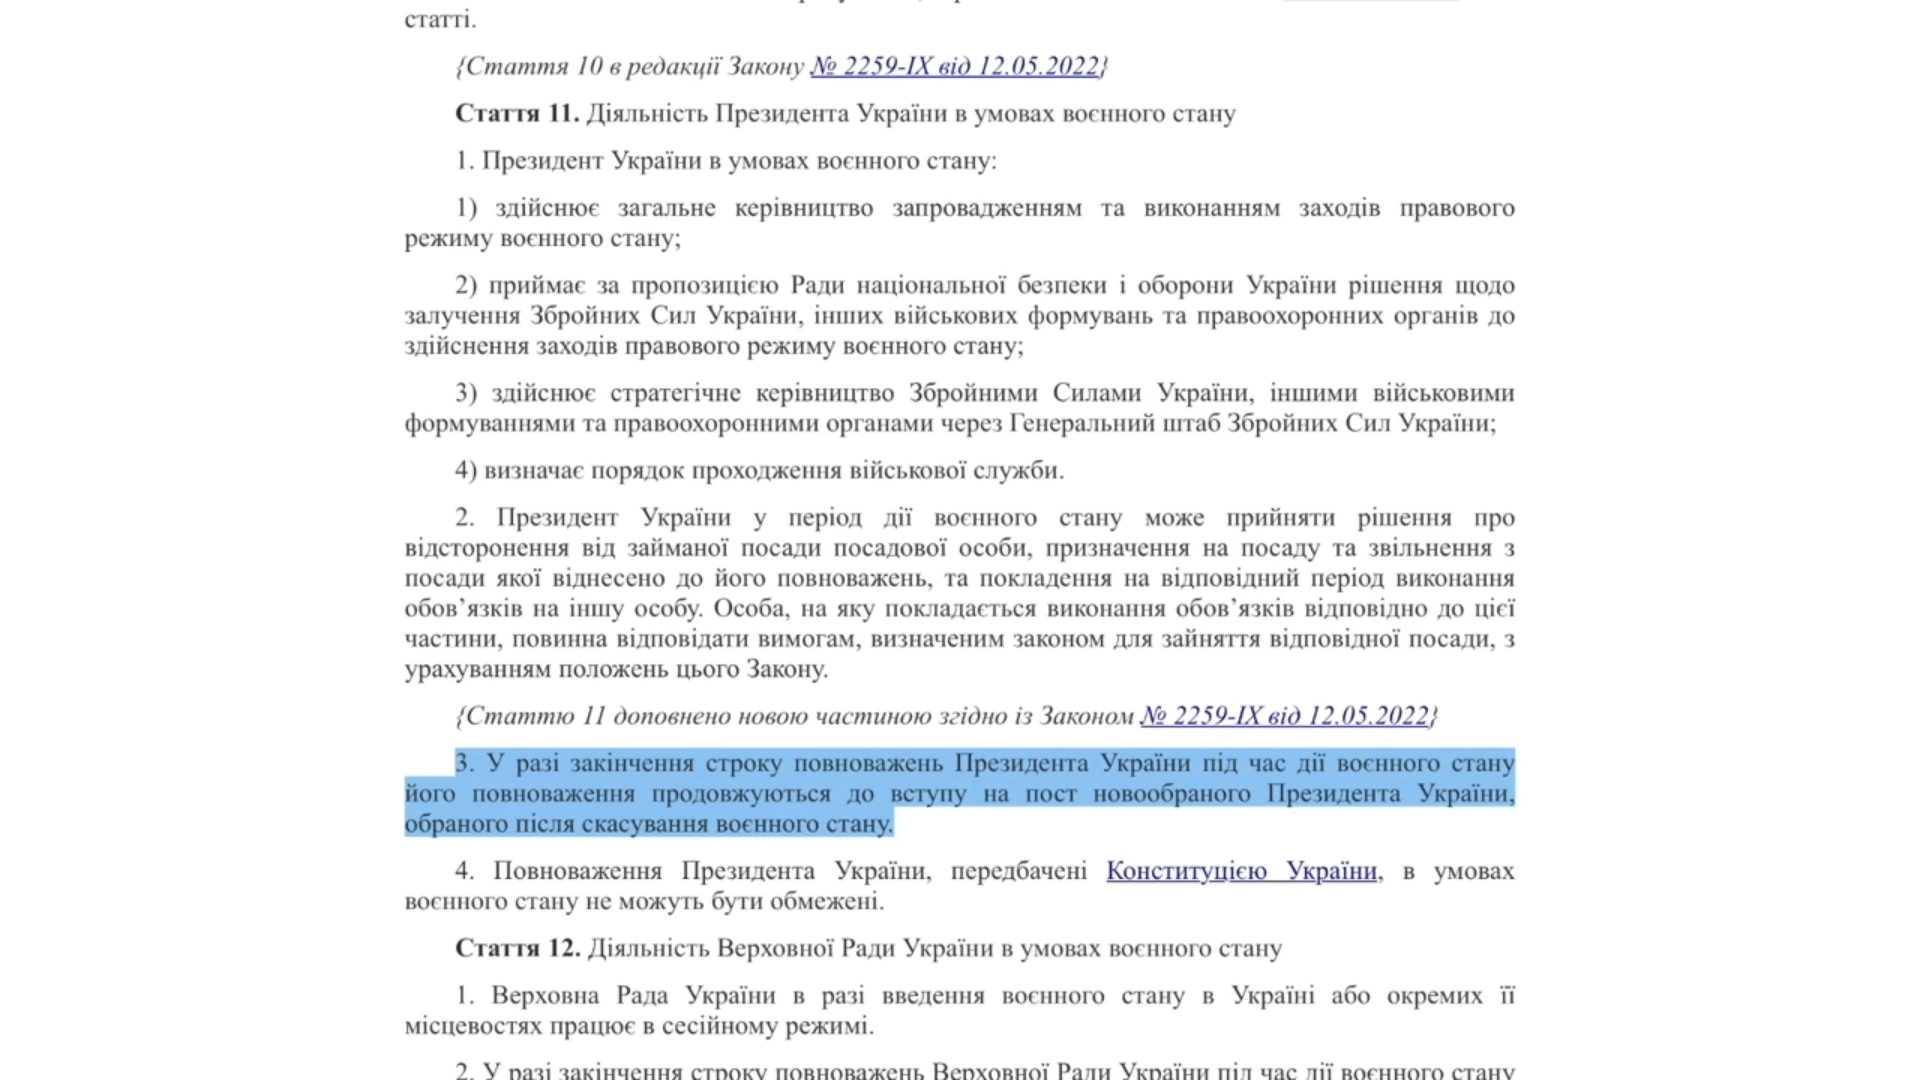 статті.
{Стаття 10 в редакції Закону № 2259-IX від 12.05.2022}
Стаття 11. Діяльність Президента України в умовах воєнного стану
1. Президент України в умовах воєнного стану:
1) здійснює загальне керівництво запровадженням та виконанням заходів правового
режиму воєнного стану;
2) приймає за пропозицією Ради національної безпеки і оборони України рішення щодо
залучення Збройних Сил України, інших військових формувань та правоохоронних органів до
здійснення заходів правового режиму воєнного стану;
3) здійснює стратегічне керівництво Збройними Силами України, іншими військовими
формуваннями та правоохоронними органами через Генеральний штаб Збройних Сил України;
4) визначає порядок проходження військової служби.
2. Президент України у період дії воєнного стану може прийняти рішення про
відсторонення від займаної посади посадової особи, призначення на посаду та звільнення з
посади якої віднесено до його повноважень, та покладення на відповідний період виконання
обов’язків на іншу особу. Особа, на яку покладається виконання обов’язків відповідно до цієї
частини, повинна відповідати вимогам, визначеним законом для зайняття відповідної посади, з
урахуванням положень цього Закону.
{Статтю 11 доповнено новою частиною згідно із Законом № 2259-IX від 12.05.2022}
3. У разі закінчення строку повноважень Президента України під час дії воєнного стану
його повноваження продовжуються до вступу на пост новообраного Президента України,
обраного після скасування воєнного стану.
4. Повноваження Президента України, передбачені Конституцією України, в умовах
воєнного стану не можуть бути обмежені.
Стаття 12. Діяльність Верховної Ради України в умовах воєнного стану
1. Верховна Рада України в разі введення воєнного стану в Україні або окремих її
місцевостях працює в сесійному режимі.
2. У разі закінчення строку повноважень Верховної Ради України під час дії воєнного стану